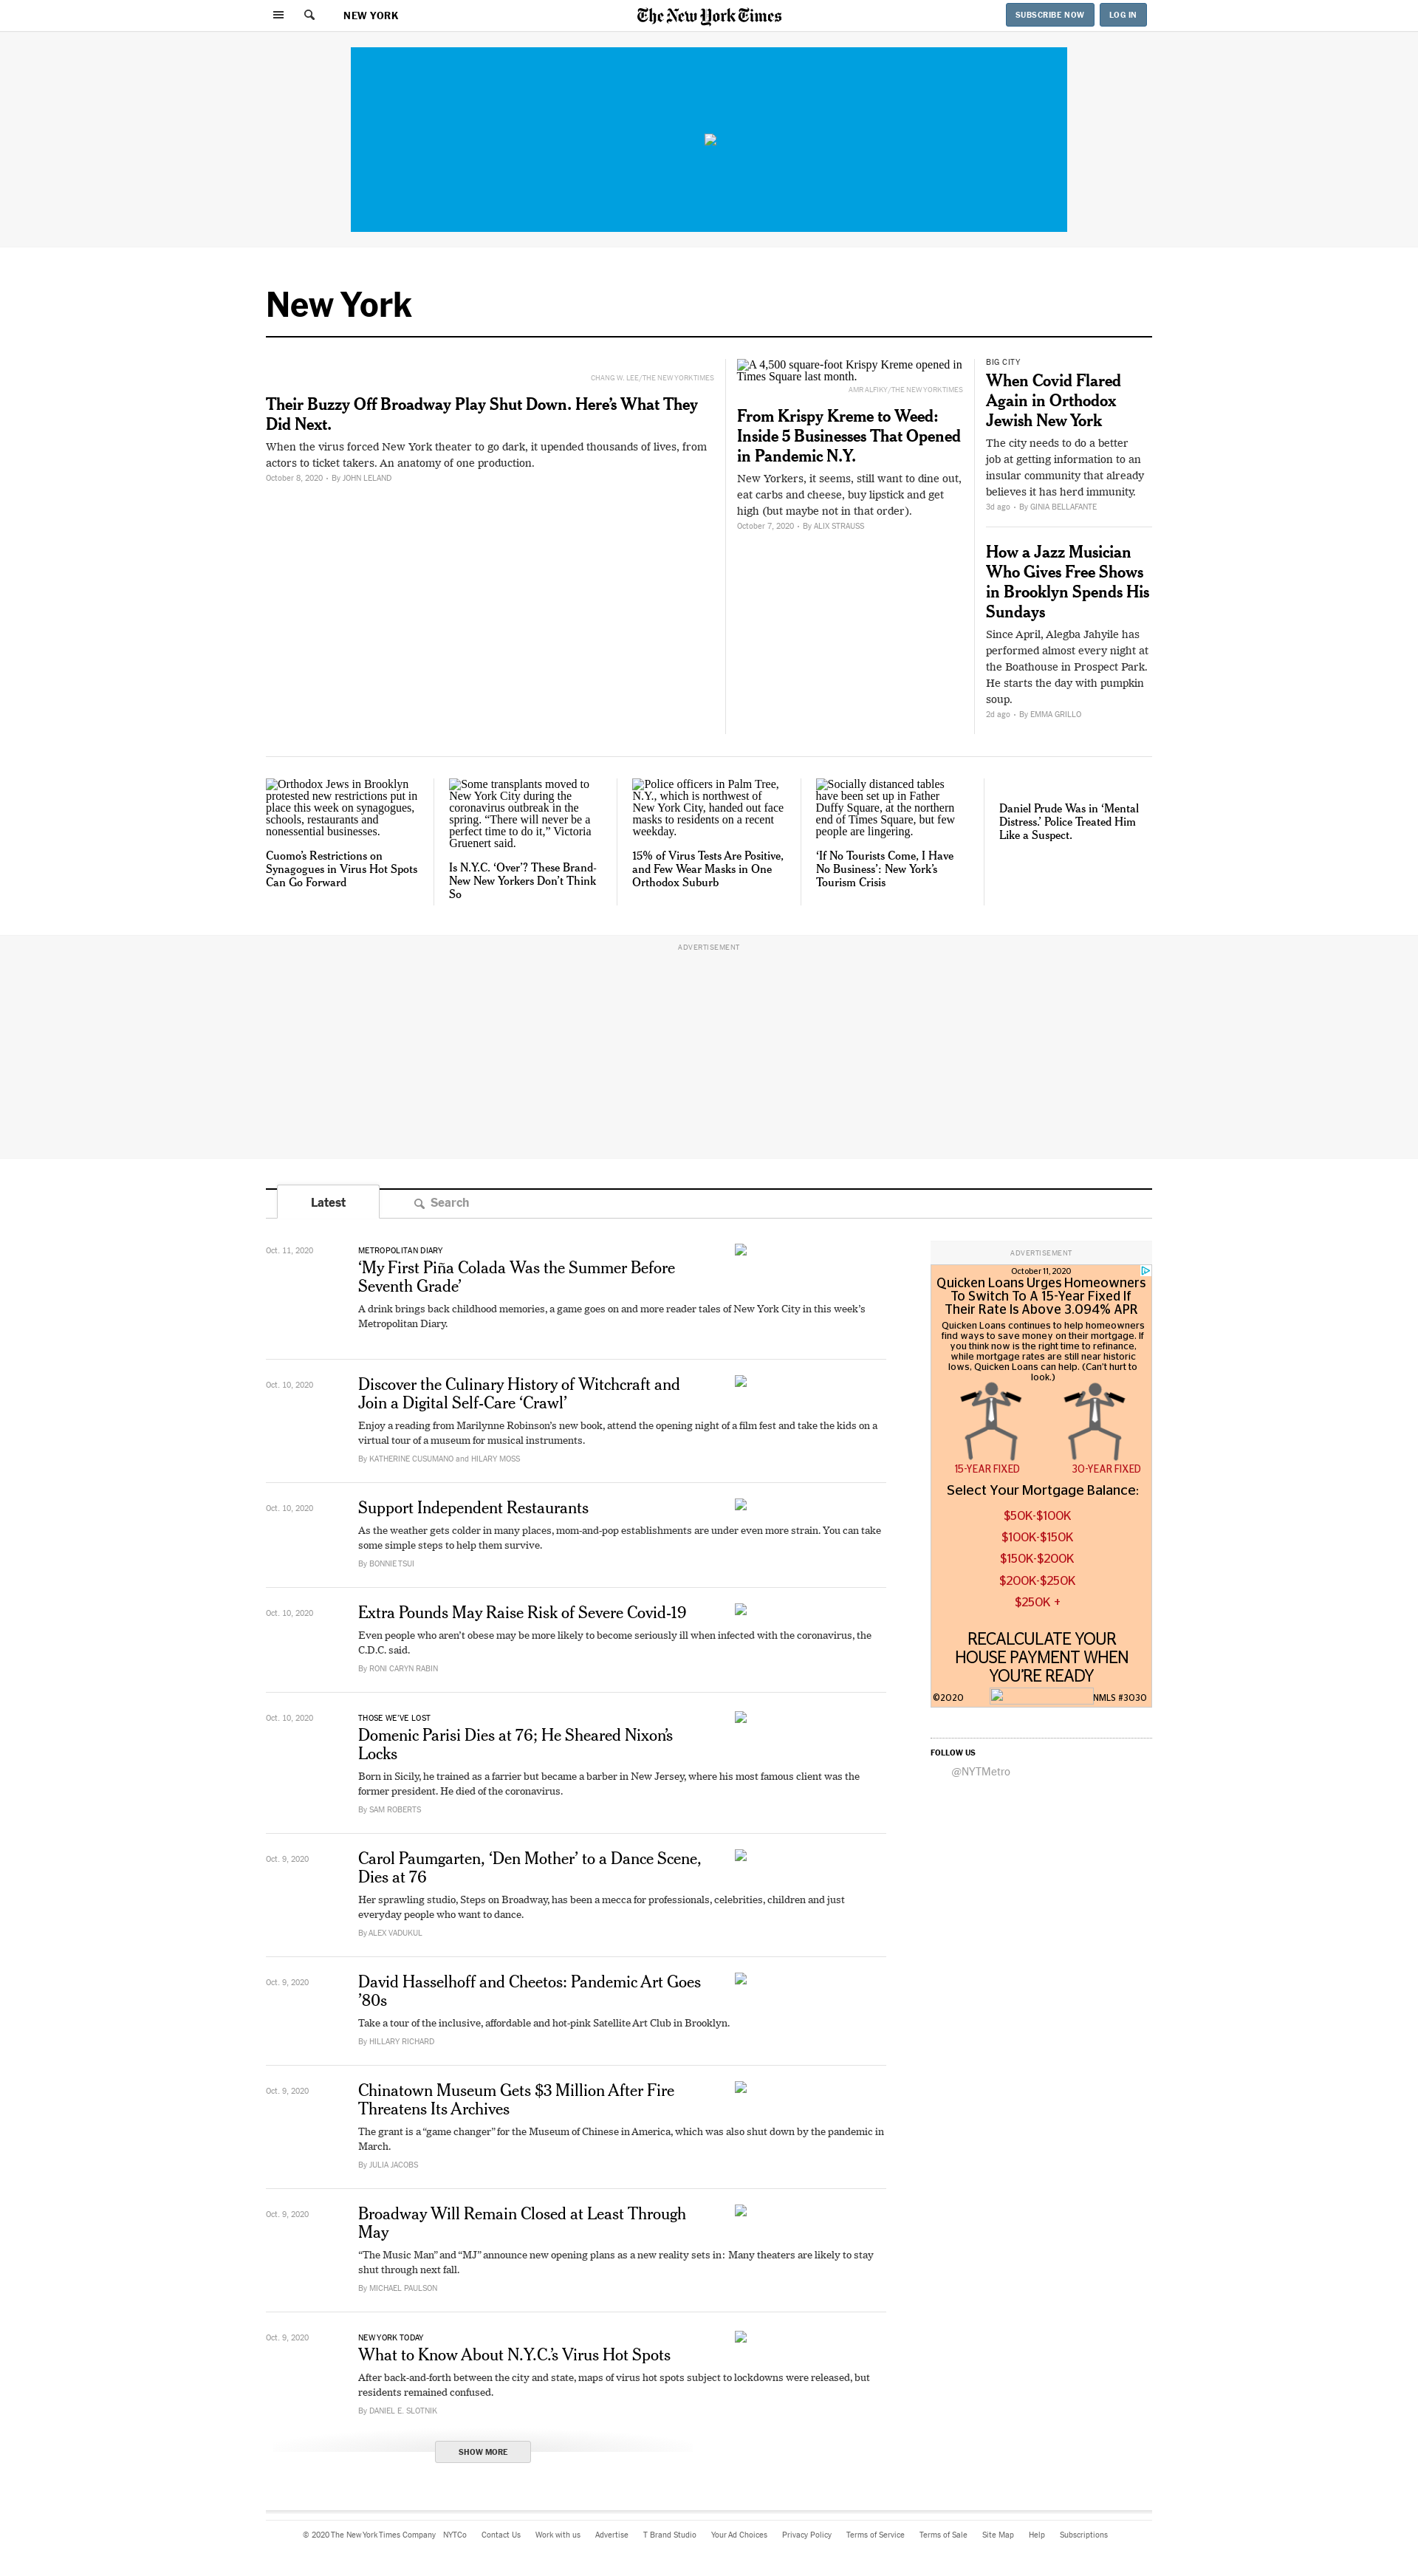 NEW YORK
The New York Times
SUBSCRIBE NOW
LOG IN
New York
CHANG W. LEE/THE NEW YORK TIMES
Their Buzzy Off Broadway Play Shut Down. Here’s What They
Did Next.
When the virus forced New York theater to go dark, it upended thousands of lives, from
actors to ticket takers. An anatomy of one production.
October 8, 2020 • By JOHN LELAND
A 4,500 square-foot Krispy Kreme opened in
Times Square last month.
AMR ALFIKY/THE NEW YORK TIMES
From Krispy Kreme to Weed:
Inside 5 Businesses That Opened
in Pandemic N.Y.
New Yorkers, it seems, still want to dine out,
eat carbs and cheese, buy lipstick and get
high (but maybe not in that order).
October 7, 2020 • By ALIX STRAUSS
BIG CITY
When Covid Flared
Again in Orthodox
Jewish New York
The city needs to do a better
job at getting information to an
insular community that already
believes it has herd immunity.
3d ago • By GINIA BELLAFANTE
How a Jazz Musician
Who Gives Free Shows
in Brooklyn Spends His
Sundays
Since April, Alegba Jahyile has
performed almost every night at
the Boathouse in Prospect Park.
He starts the day with pumpkin
soup.
2d ago • By EMMA GRILLO
Orthodox Jews in Brooklyn
protested new restrictions put in
place this week on synagogues,
schools, restaurants and
nonessential businesses.
Cuomo’s Restrictions on
Synagogues in Virus Hot Spots
Can Go Forward
Some transplants moved to
New York City during the
coronavirus outbreak in the
spring. “There will never be a
perfect time to do it,” Victoria
Gruenert said.
Is N.Y.C. ‘Over’? These Brand-
New New Yorkers Don’t Think
So
Police officers in Palm Tree,
N.Y., which is northwest of
New York City, handed out face
masks to residents on a recent
weekday.
15% of Virus Tests Are Positive,
and Few Wear Masks in One
Orthodox Suburb
Socially distanced tables
have been set up in Father
Duffy Square, at the northern
end of Times Square, but few
people are lingering.
‘If No Tourists Come, I Have
No Business’: New York’s
Tourism Crisis
Daniel Prude Was in ‘Mental
Distress.’ Police Treated Him
Like a Suspect.
ADVERTISEMENT
Latest
Search
Oct. 11, 2020
METROPOLITAN DIARY
‘My First Piña Colada Was the Summer Before
Seventh Grade’
A drink brings back childhood memories, a game goes on and more reader tales of New York City in this week’s
Metropolitan Diary.
Oct. 10, 2020
Discover the Culinary History of Witchcraft and
Join a Digital Self-Care ‘Crawl’
Enjoy a reading from Marilynne Robinson’s new book, attend the opening night of a film fest and take the kids on a
virtual tour of a museum for musical instruments.
By KATHERINE CUSUMANO and HILARY MOSS
Oct. 10, 2020
Support Independent Restaurants
As the weather gets colder in many places, mom-and-pop establishments are under even more strain. You can take
some simple steps to help them survive.
By BONNIE TSUI
Oct. 10, 2020
Extra Pounds May Raise Risk of Severe Covid-19
Even people who aren’t obese may be more likely to become seriously ill when infected with the coronavirus, the
C.D.C. said.
By RONI CARYN RABIN
Oct. 10, 2020
THOSE WE’VE LOST
Domenic Parisi Dies at 76; He Sheared Nixon’s
Locks
Born in Sicily, he trained as a farrier but became a barber in New Jersey, where his most famous client was the
former president. He died of the coronavirus.
By SAM ROBERTS
Oct. 9, 2020
Carol Paumgarten, ‘Den Mother’ to a Dance Scene,
Dies at 76
Her sprawling studio, Steps on Broadway, has been a mecca for professionals, celebrities, children and just
everyday people who want to dance.
By ALEX VADUKUL
Oct. 9, 2020
David Hasselhoff and Cheetos: Pandemic Art Goes
’80s
Take a tour of the inclusive, affordable and hot-pink Satellite Art Club in Brooklyn.
By HILLARY RICHARD
Oct. 9, 2020
Chinatown Museum Gets $3 Million After Fire
Threatens Its Archives
The grant is a “game changer” for the Museum of Chinese in America, which was also shut down by the pandemic in
March.
By JULIA JACOBS
Oct. 9, 2020
Broadway Will Remain Closed at Least Through
May
“The Music Man” and “MJ” announce new opening plans as a new reality sets in: Many theaters are likely to stay
shut through next fall.
By MICHAEL PAULSON
Oct. 9, 2020
NEW YORK TODAY
What to Know About N.Y.C.’s Virus Hot Spots
After back-and-forth between the city and state, maps of virus hot spots subject to lockdowns were released, but
residents remained confused.
By DANIEL E. SLOTNIK
SHOW MORE
ADVERTISEMENT
October 11, 2020
Quicken Loans Urges Homeowners
To Switch To A 15-Year Fixed If
Their Rate Is Above 3.094% APR
Quicken Loans continues to help homeowners
find ways to save money on their mortgage. If
you think now is the right time to refinance,
while mortgage rates are still near historic
lows, Quicken Loans can help. (Can't hurt to
look.)
15-YEAR FIXED
30-YEAR FIXED
Select Your Mortgage Balance:
$50K-$100K
$100K-$150K
$150K-$200K
$200K-$250K
$250K +
RECALCULATE YOUR
HOUSE PAYMENT WHEN
YOU'RE READY
©2020
NMLS #3030
FOLLOW US
@NYTMetro
© 2020 The New York Times Company NYTCo Contact Us Work with us Advertise T Brand Studio Your Ad Choices Privacy Policy Terms of Service Terms of Sale Site Map Help Subscriptions